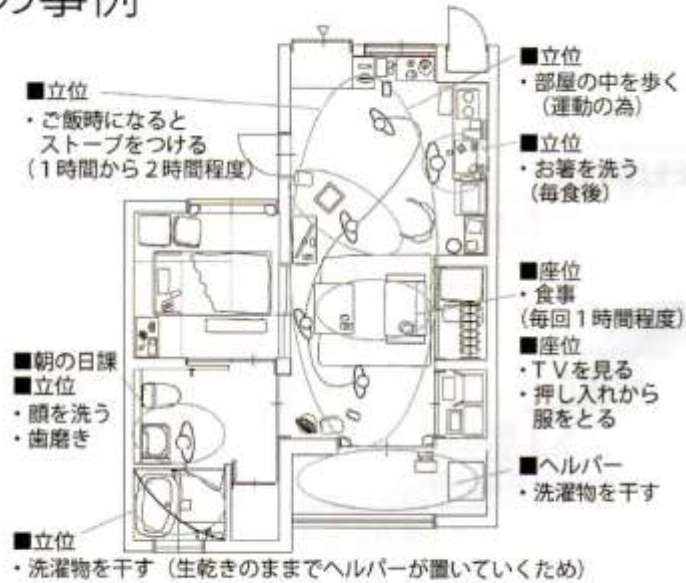 の事例
■立位
・ご飯時になると
ストーブをつける
（１時間から２時間程度）
■立位
・部屋の中を歩く
（運動の為）
■立位
・お箸を洗う
（毎食後）
■座位
・食事
（毎回１時間程度）
■座位
・ＴＶを見る
・押し入れから
服をとる
■朝の日課
■立位
・顔を洗う
・歯磨き
■ヘルパー
・洗濯物を干す
■立位
・洗濯物を干す（生乾きのままでヘルパーが置いていくため）